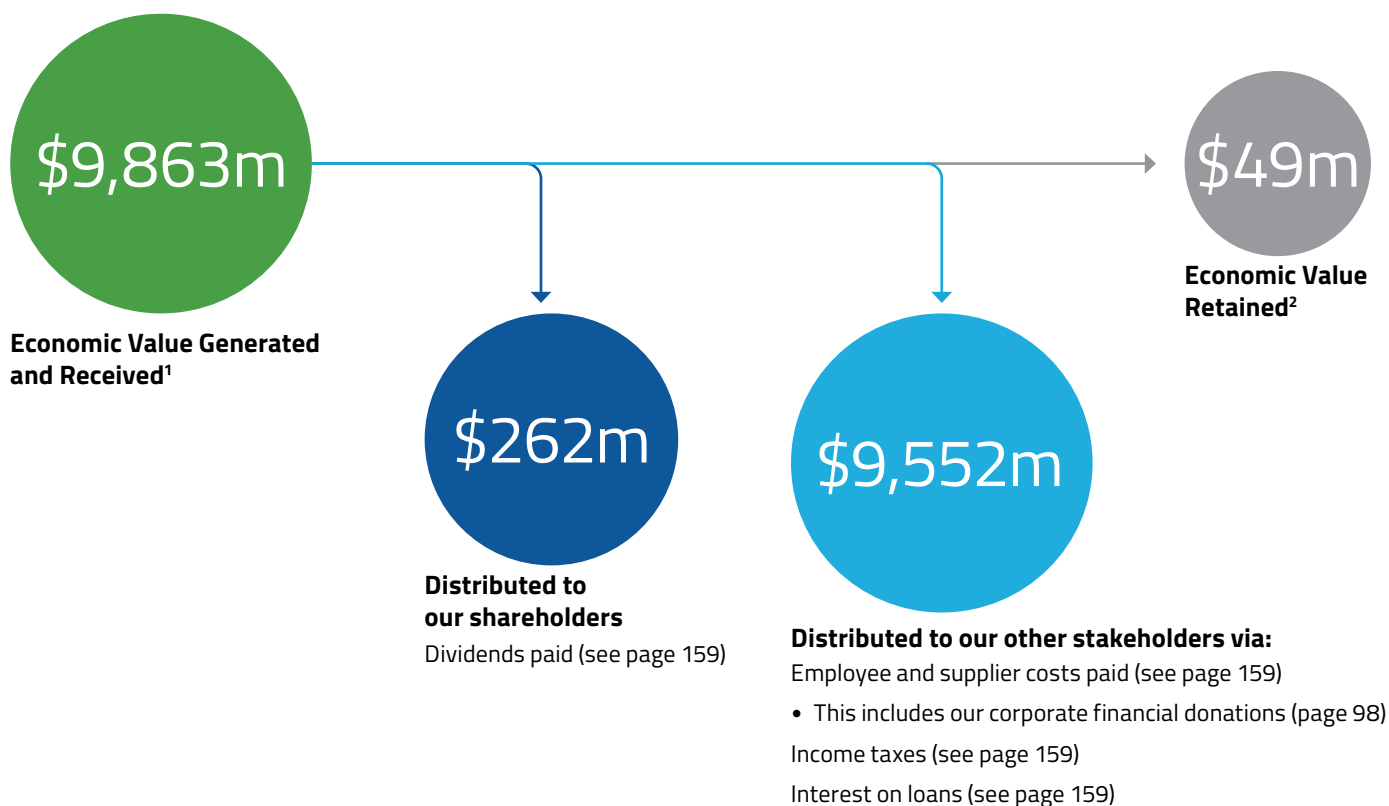 $9,863m
Economic Value Generated
and Received¹
$262m
Distributed to
our shareholders
Dividends paid (see page 159)
$9,552m
Distributed to our other stakeholders via:
Employee and supplier costs paid (see page 159)
• This includes our corporate financial donations (page 98)
Income taxes (see page 159)
Interest on loans (see page 159)
$49m
Economic Value
Retained²